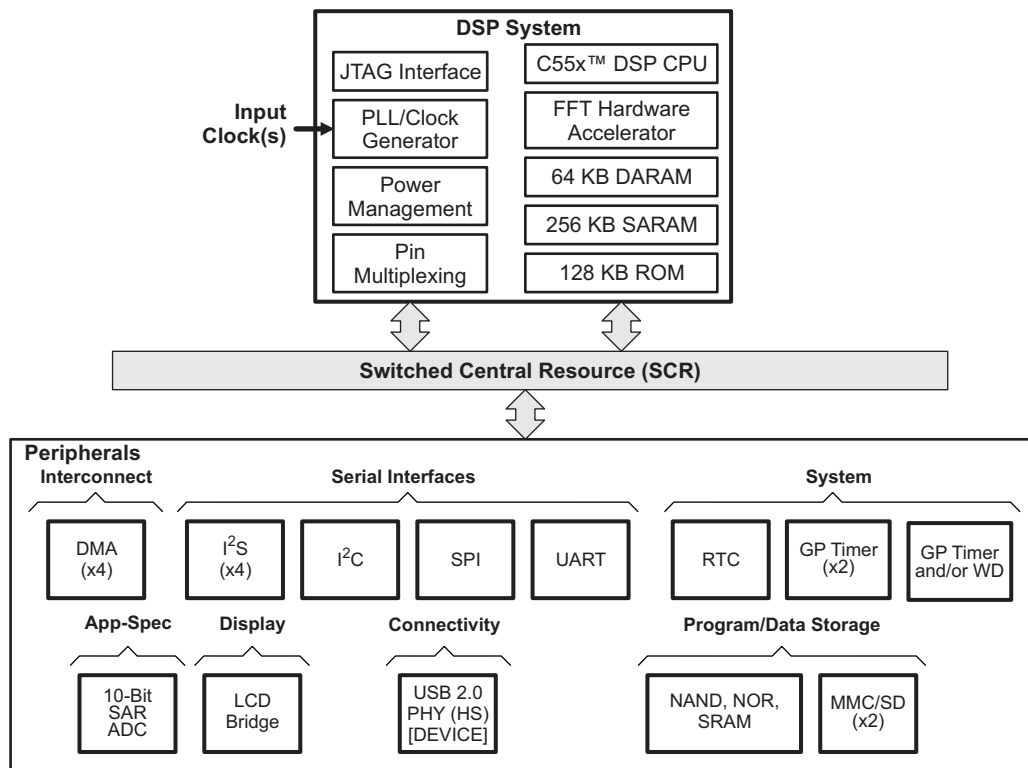 DSP System
JTAG Interface
C55x™ DSP CPU
Input
Clock(s)
PLL/Clock
Generator
FFT Hardware
Accelerator
Power
Management
64 KB DARAM
256 KB SARAM
Pin
Multiplexing
128 KB ROM
Switched Central Resource (SCR)
Peripherals
Interconnect
Serial Interfaces
System
DMA
(x4)
I²S
(x4)
I²C
SPI
UART
RTC
GP Timer
(x2)
GP Timer
and/or WD
App-Spec
Display
Connectivity
Program/Data Storage
10-Bit
SAR
ADC
LCD
Bridge
USB 2.0
PHY (HS)
[DEVICE]
NAND, NOR,
SRAM
MMC/SD
(x2)